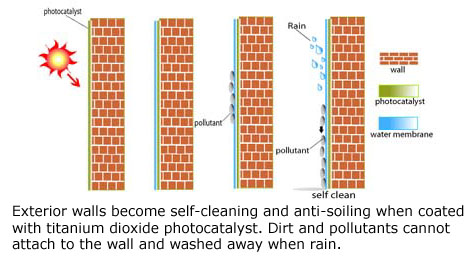 photocatalyst
Rain
wall
photocatalyst
pollutant
water membrane
pollutant
self clean
Exterior walls become self-cleaning and anti-soiling when coated
with titanium dioxide photocatalyst. Dirt and pollutants cannot
attach to the wall and washed away when rain.